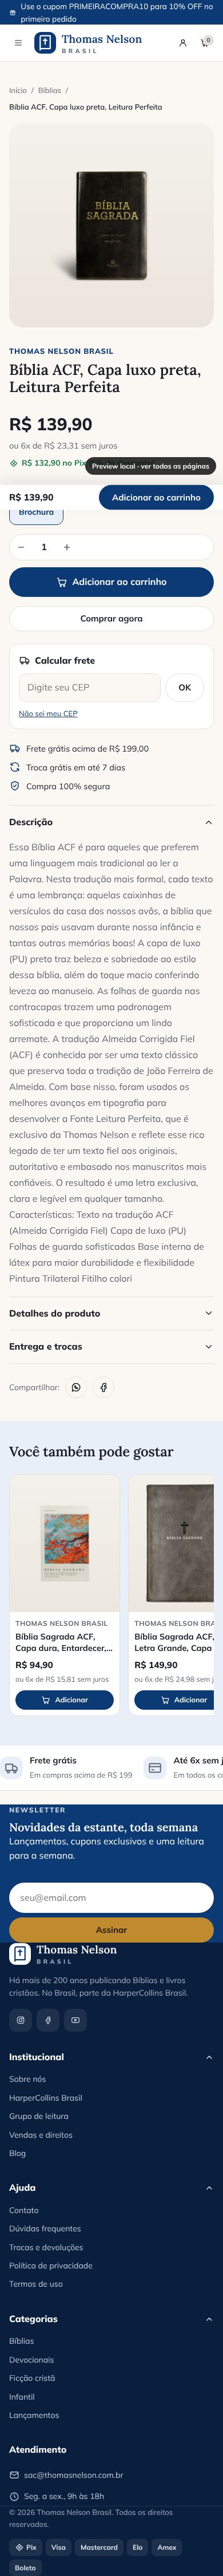 Use o cupom PRIMEIRACOMPRA10 para 10% OFF no
primeiro pedido
Thomas Nelson
BRASIL
0
Início / Bíblias /
Bíblia ACF, Capa luxo preta, Leitura Perfeita
BÍBLIA
SAGRADA
THOMAS NELSON BRASIL
Bíblia ACF, Capa luxo preta,
Leitura Perfeita
R$ 139,90
ou 6x de R$ 23,31 sem juros
R$ 132,90 no Pix
Preview local · ver todas as páginas
R$ 139,90
Adicionar ao carrinho
Brochura
1
Adicionar ao carrinho
Comprar agora
Calcular frete
Digite seu CEP
OK
Não sei meu CEP
Frete grátis acima de R$ 199,00
Troca grátis em até 7 dias
Compra 100% segura
Descrição
Essa Bíblia ACF é para aqueles que preferem
uma linguagem mais tradicional ao ler a
Palavra. Nesta tradução mais formal, cada texto
é uma lembrança: aquelas caixinhas de
versículos da casa dos nossos avós, a bíblia que
nossos pais usavam durante nossa infância e
tantas outras memórias boas! A capa de luxo
(PU) preto traz beleza e sobriedade ao estilo
dessa bíblia, além do toque macio conferindo
leveza ao manuseio. As folhas de guarda nas
contracapas trazem uma padronagem
sofisticada e que proporciona um lindo
arremate. A tradução Almeida Corrigida Fiel
(ACF) é conhecida por ser uma texto clássico
que preserva toda a tradição de João Ferreira de
Almeida. Com base nisso, foram usados os
melhores avanços em tipografia para
desenvolver a Fonte Leitura Perfeita, que é
exclusivo da Thomas Nelson e reflete esse rico
legado de ter um texto fiel aos originais,
autoritativo e embasado nos manuscritos mais
confiáveis. O resultado é uma letra exclusiva,
clara e legível em qualquer tamanho.
Características: Texto na tradução ACF
(Almeida Corrigida Fiel) Capa de luxo (PU)
Folhas de guarda sofisticadas Base interna de
látex para maior durabilidade e flexibilidade
Pintura Trilateral Fitilho colori
Detalhes do produto
Entrega e trocas
Compartilhar:
Você também pode gostar
BÍBLIA SAGRADA
BÍBLIA SAGRADA
THOMAS NELSON BRASIL
Bíblia Sagrada ACF,
Capa dura, Entardecer,...
R$ 94,90
ou 6x de R$ 15,81 sem juros
Adicionar
THOMAS NELSON BRA
Bíblia Sagrada ACF,
Letra Grande, Capa
R$ 149,90
ou 6x de R$ 24,98 sem j
Adicionar
Frete grátis
Em compras acima de R$ 199
Até 6x sem j
Em todos os c
NEWSLETTER
Novidades da estante, toda semana
Lançamentos, cupons exclusivos e uma leitura
para a semana.
seu@email.com
Assinar
Thomas Nelson
BRASIL
Há mais de 200 anos publicando Bíblias e livros
cristãos. No Brasil, parte da HarperCollins Brasil.
Institucional
Sobre nós
HarperCollins Brasil
Grupo de leitura
Vendas e direitos
Blog
Ajuda
Contato
Dúvidas frequentes
Trocas e devoluções
Política de privacidade
Termos de uso
Categorias
Bíblias
Devocionais
Ficção cristã
Infantil
Lançamentos
Atendimento
sac@thomasnelson.com.br
Seg. a sex., 9h às 18h
© 2026 Thomas Nelson Brasil. Todos os direitos
reservados.
Pix
Visa
Mastercard
Elo
Amex
Boleto